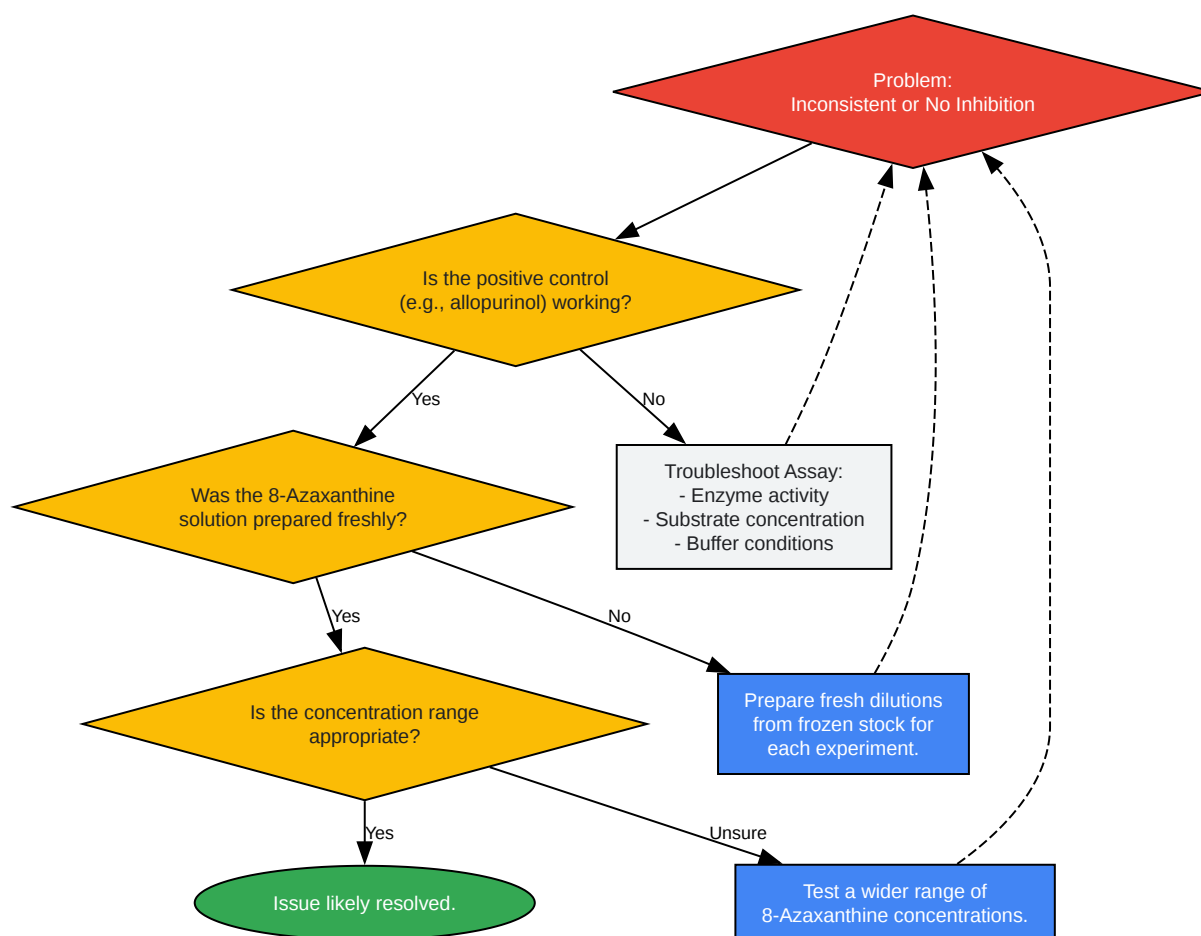 Problem:
Inconsistent or No Inhibition
Is the positive control
(e.g., allopurinol) working?
Yes
No
Troubleshoot Assay:
- Enzyme activity
- Substrate concentration
- Buffer conditions
Was the 8-Azaxanthine
solution prepared freshly?
Yes
No
Prepare fresh dilutions
from frozen stock for
each experiment.
Is the concentration range
appropriate?
Yes
Unsure
Issue likely resolved.
Test a wider range of
8-Azaxanthine concentrations.